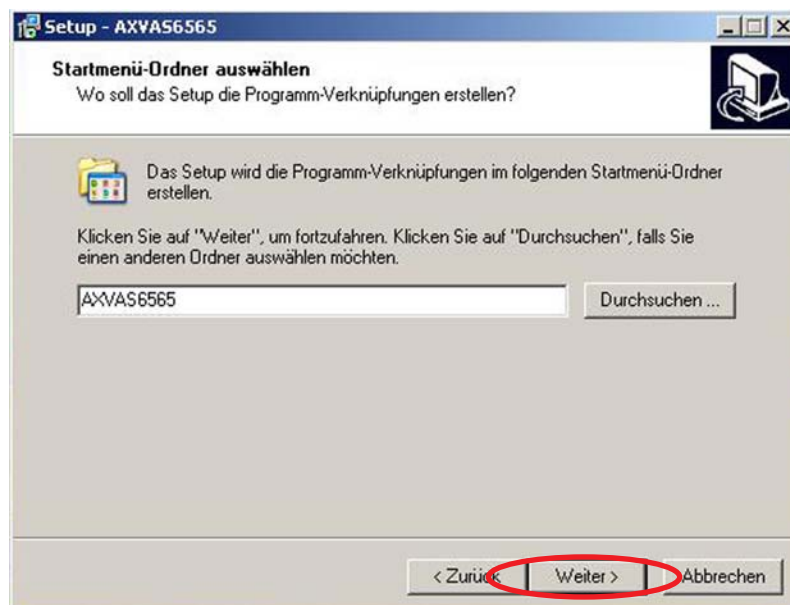 Setup - AXVAS6565
Startmenü-Ordner auswählen
Wo soll das Setup die Programm-Verknüpfungen erstellen?
Das Setup wird die Programm-Verknüpfungen im folgenden Startmenü-Ordner
erstellen.
Klicken Sie auf "Weiter", um fortzufahren. Klicken Sie auf "Durchsuchen", falls Sie
einen anderen Ordner auswählen möchten.
AXVAS6565
Durchsuchen ...
< Zurück
Weiter >
Abbrechen